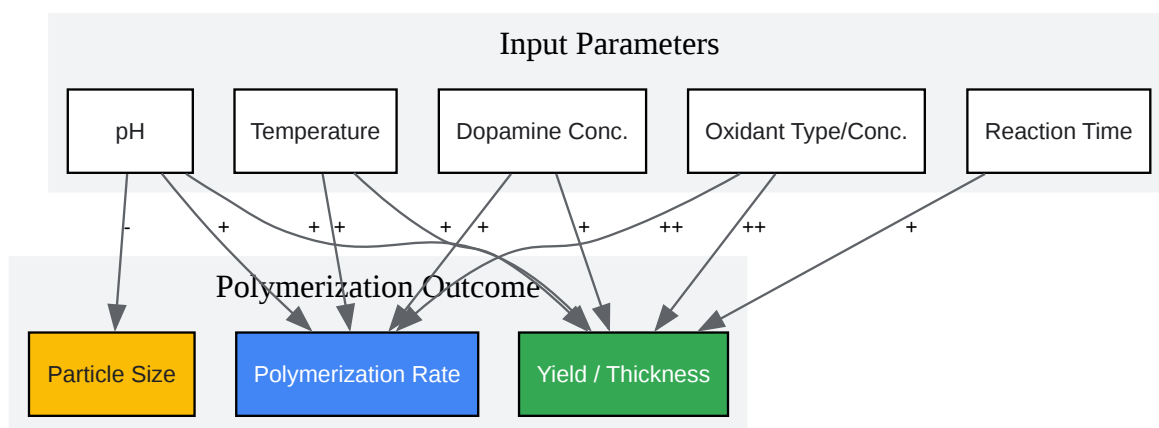 Input Parameters
pH
Temperature
Dopamine Conc.
Oxidant Type/Conc.
Reaction Time
-
+
+
+
+
+
+
++
++
+
Polymerization Outcome
Particle Size
Polymerization Rate
Yield / Thickness